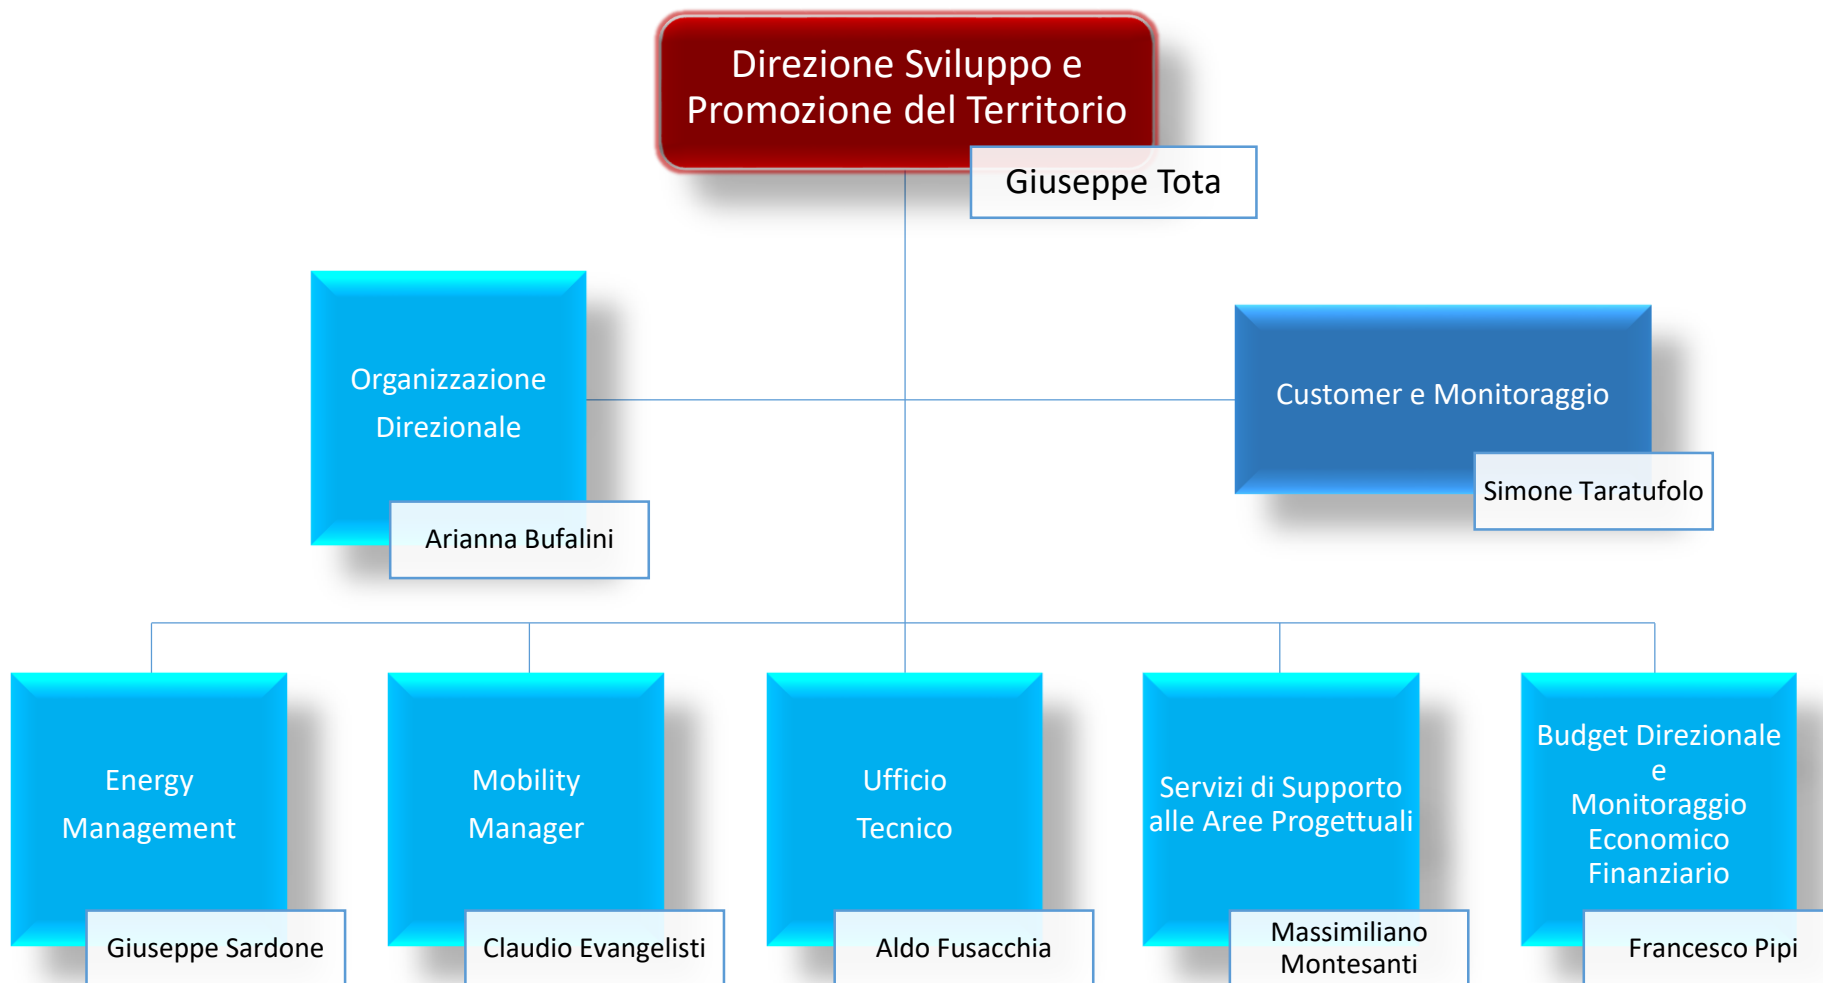 Direzione Sviluppo e
Promozione del Territorio
Giuseppe Tota
Organizzazione
Direzionale
Arianna Bufalini
Customer e Monitoraggio
Simone Taratufolo
Energy
Management
Giuseppe Sardone
Mobility
Manager
Claudio Evangelisti
Ufficio
Tecnico
Aldo Fusacchia
Servizi di Supporto
alle Aree Progettuali
Massimiliano
Montesanti
Budget Direzionale
e
Monitoraggio
Economico
Finanziario
Francesco Pipi